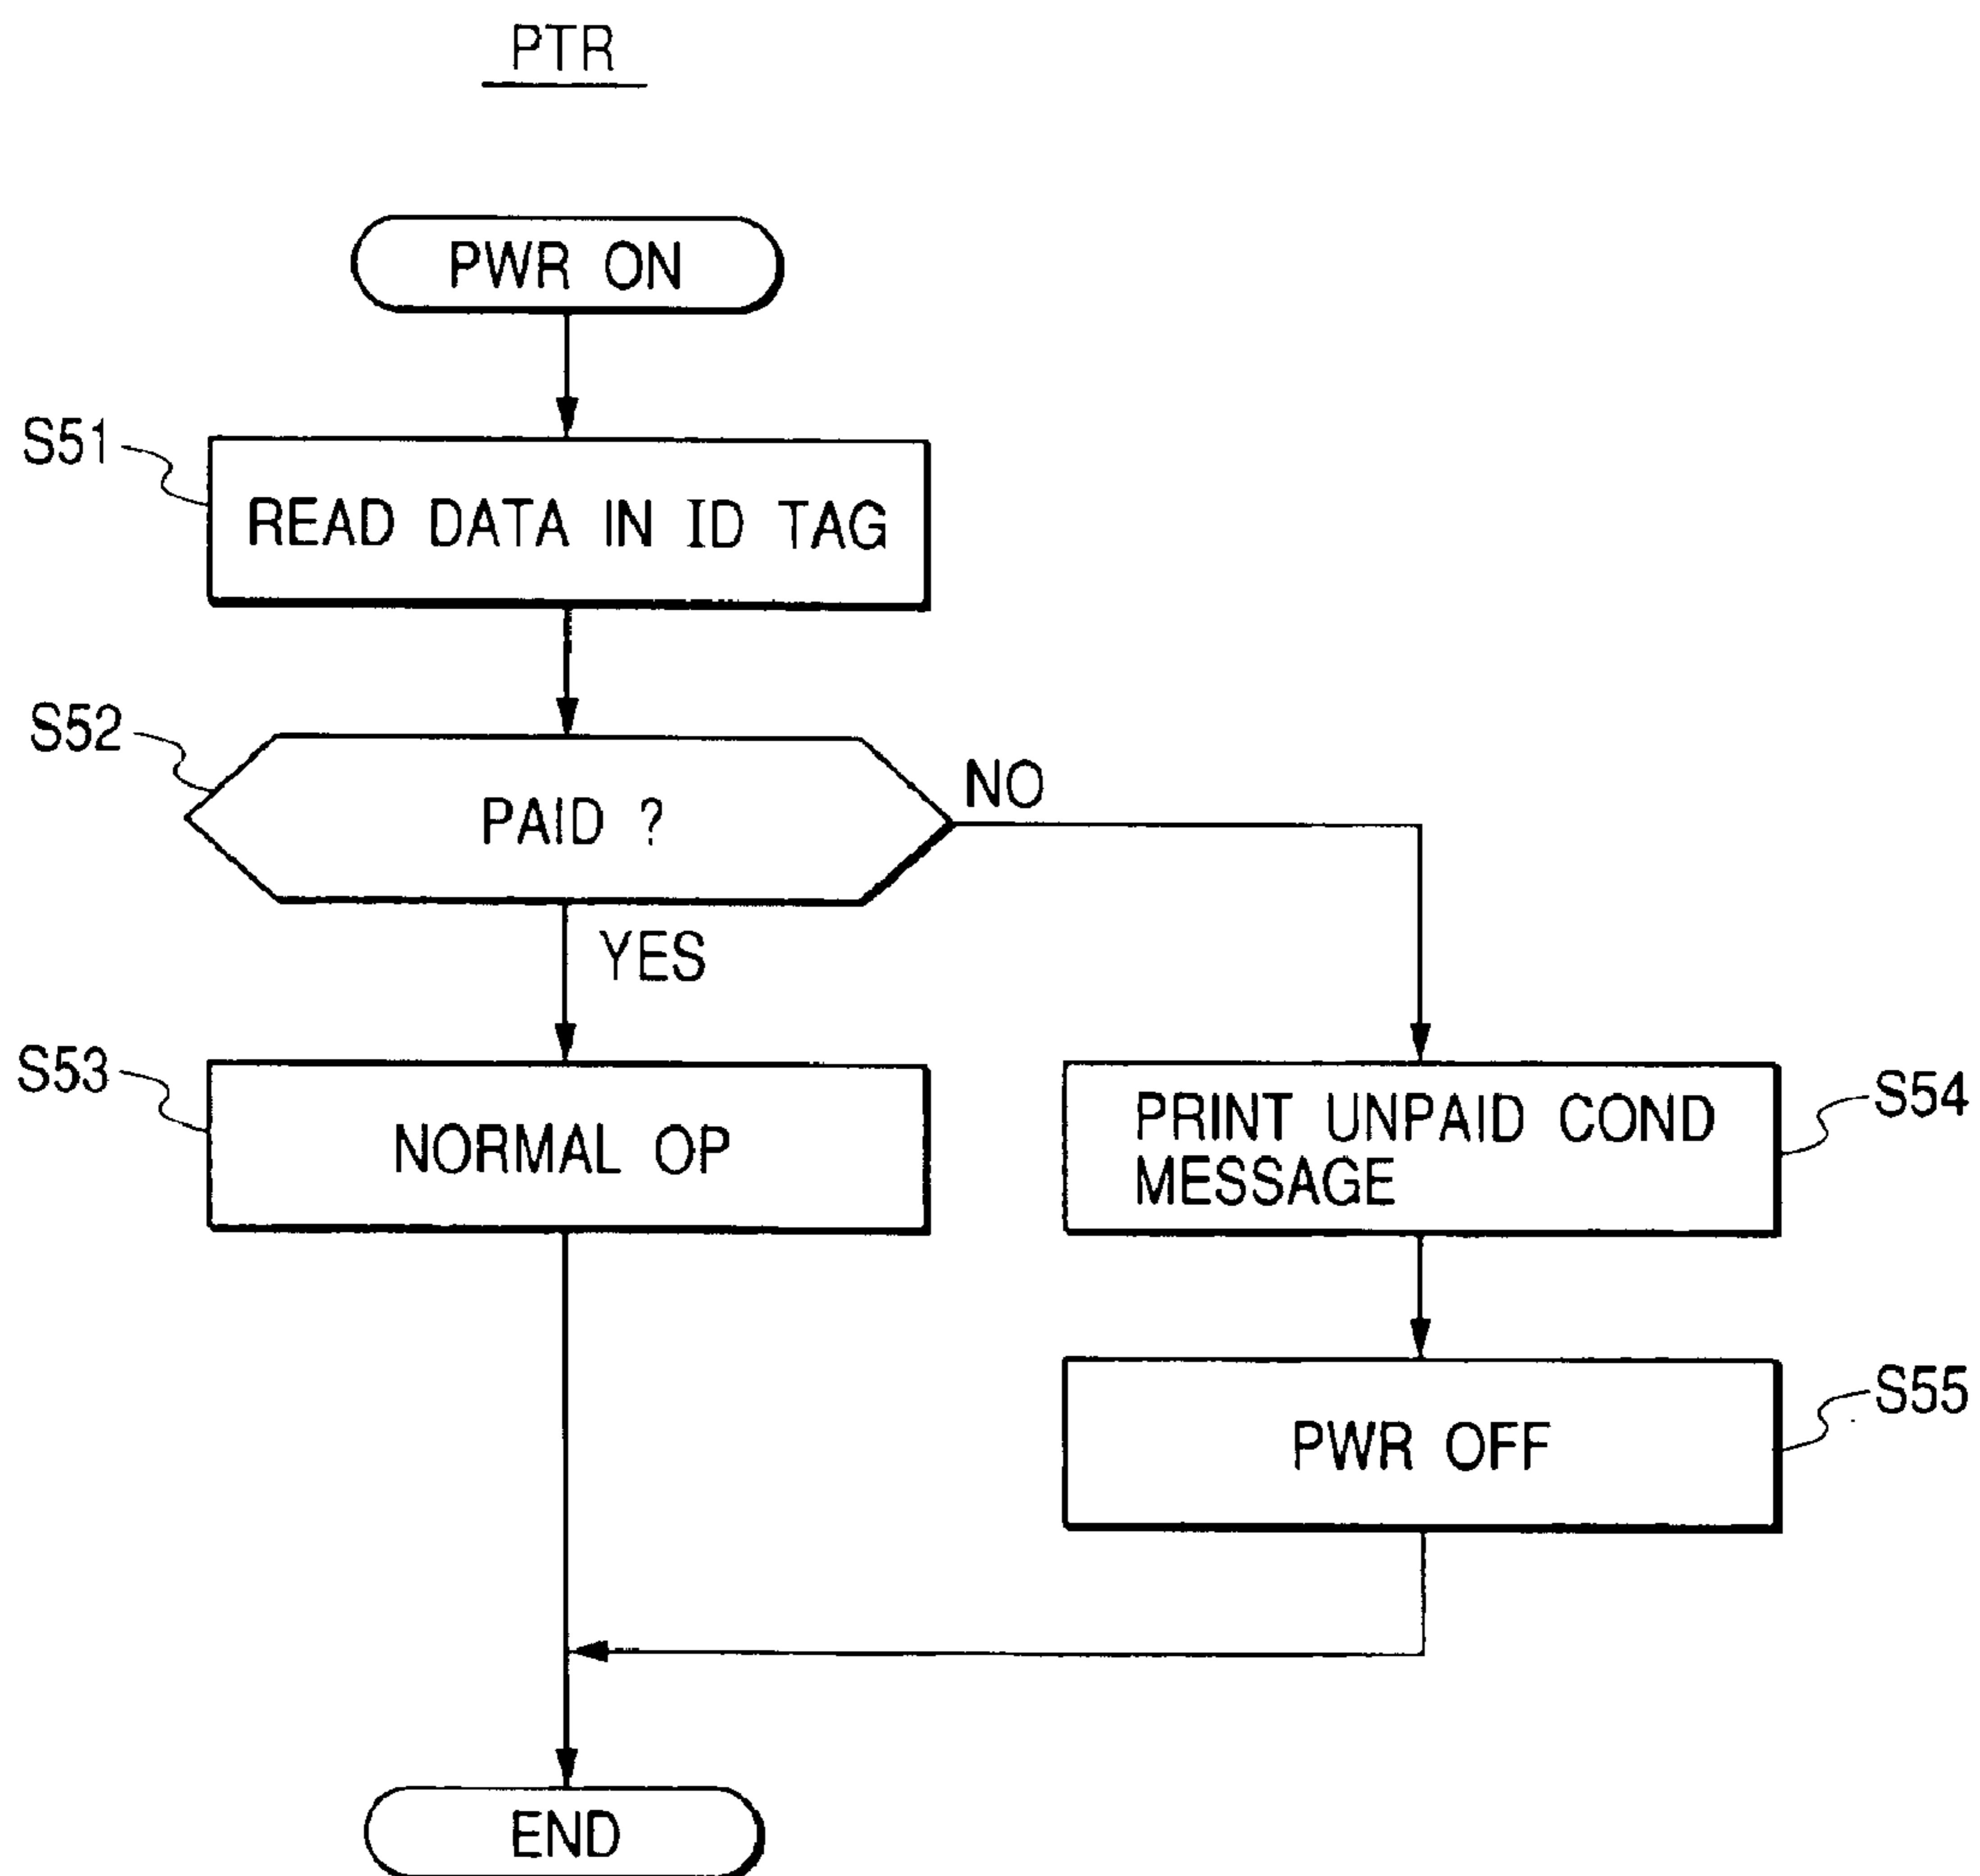 PTR
PWR ON
S51
READ DATA IN ID TAG
S52
PAID ?
NO
YES
S53
NORMAL OP
PRINT UNPAID COND
MESSAGE
S54
PWR OFF
S55
END